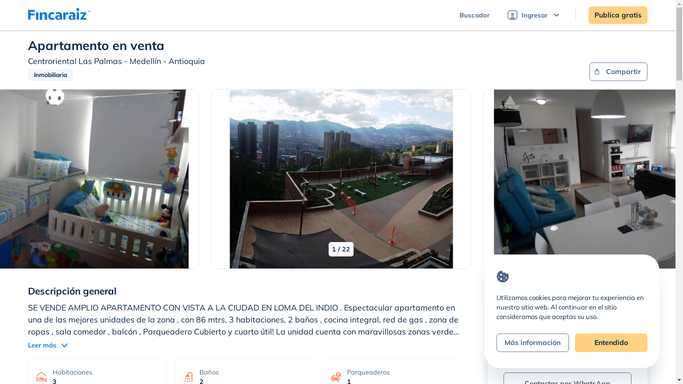 Fincaraiz
Buscador
Ingresar
Publica gratis
Apartamento en venta
Centroriental Las Palmas - Medellín - Antioquia
Inmobiliaria
Compartir
1 / 22
Descripción general
SE VENDE AMPLIO APARTAMENTO CON VISTA A LA CIUDAD EN LOMA DEL INDIO . Espectacular apartamento en
una de las mejores unidades de la zona , con 86 mtrs, 3 habitaciones, 2 baños , cocina integral, red de gas , zona de
ropas , sala comedor , balcón , Parqueadero Cubierto y cuarto útil! La unidad cuenta con maravillosas zonas verde...
Leer más
Habitaciones
3
Baños
2
Parqueaderos
1
Utilizamos cookies para mejorar tu experiencia en
nuestro sitio web. Al continuar en el sitio
consideramos que aceptas su uso.
Más información
Entendido
Contactar por WhatsApp